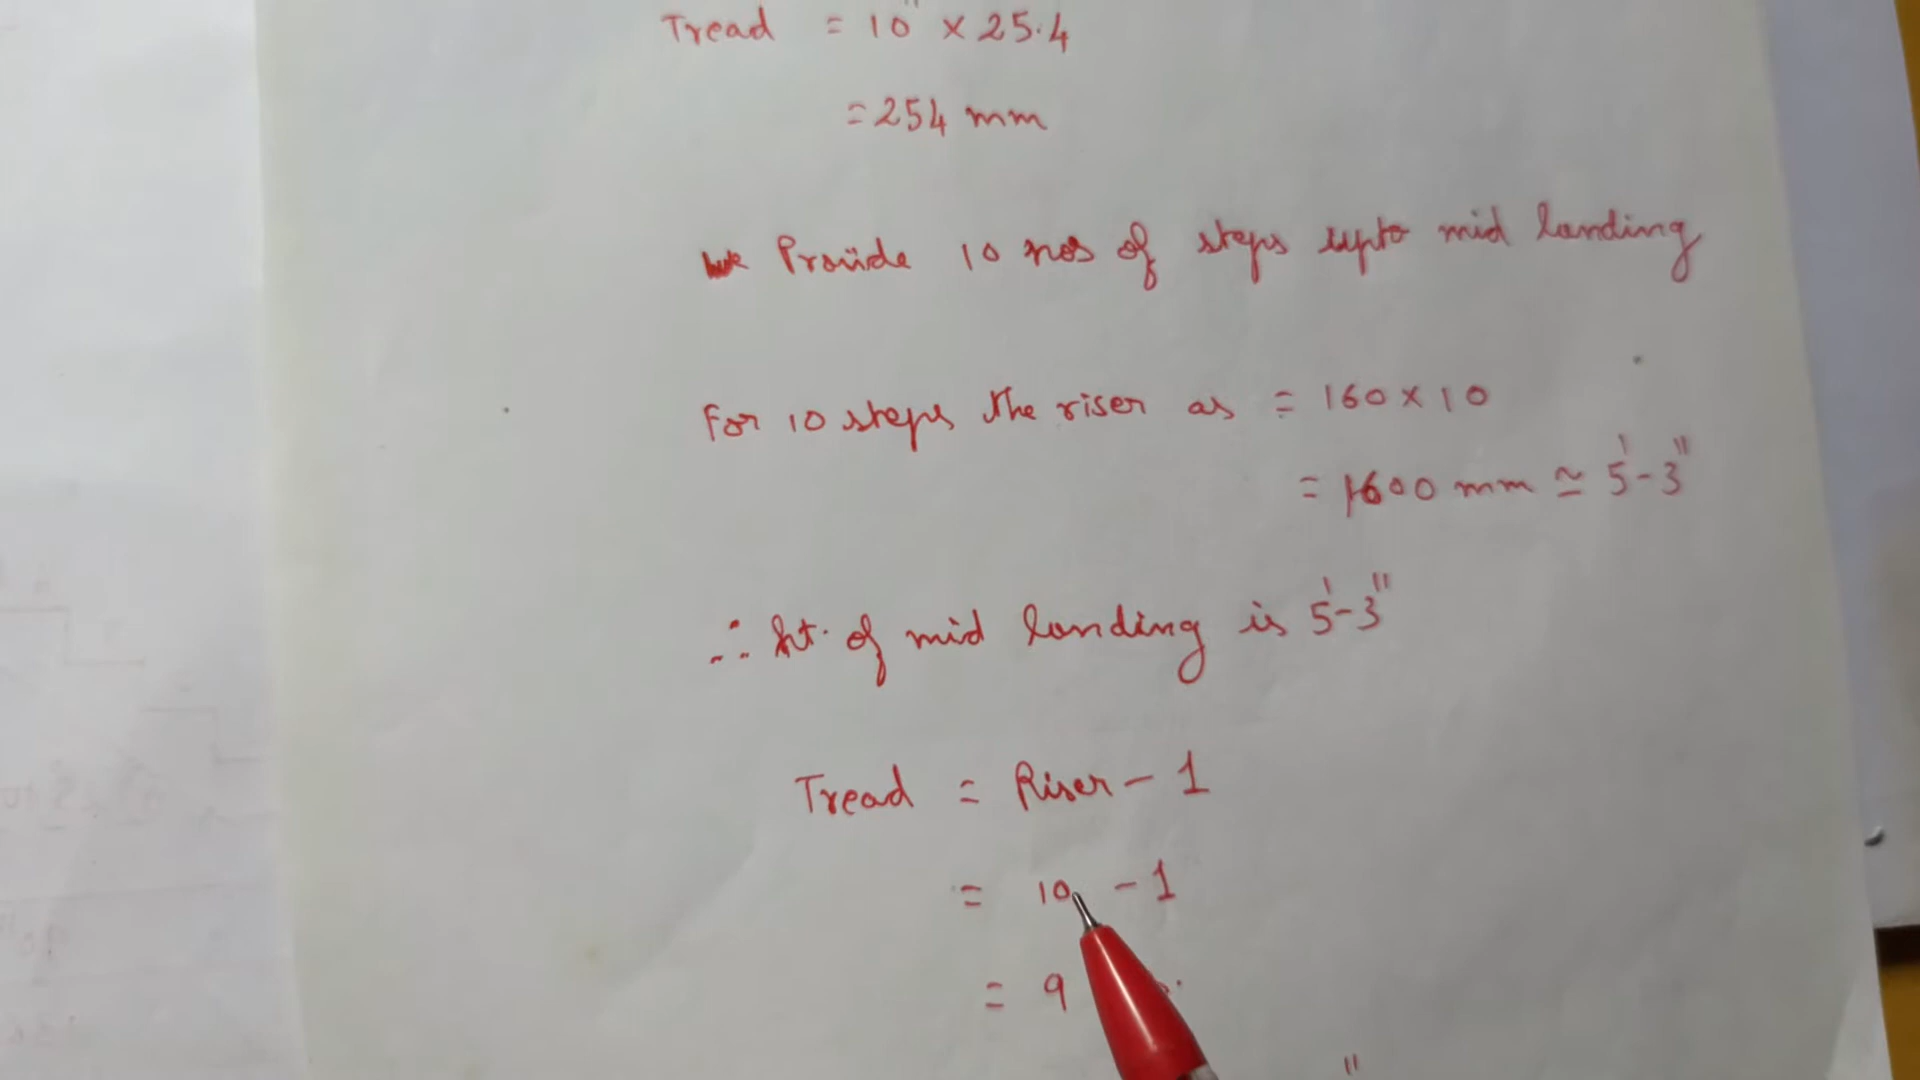 Tread = 10" × 25.4
= 254 mm
Provide 10 nos of steps upto mid landing
For 10 steps the riser as = 160 × 10
= 1600 mm ≃ 5'-3"
∴ ht. of mid landing is 5'-3"
Tread = Riser - 1
= 10 - 1
= 9
"